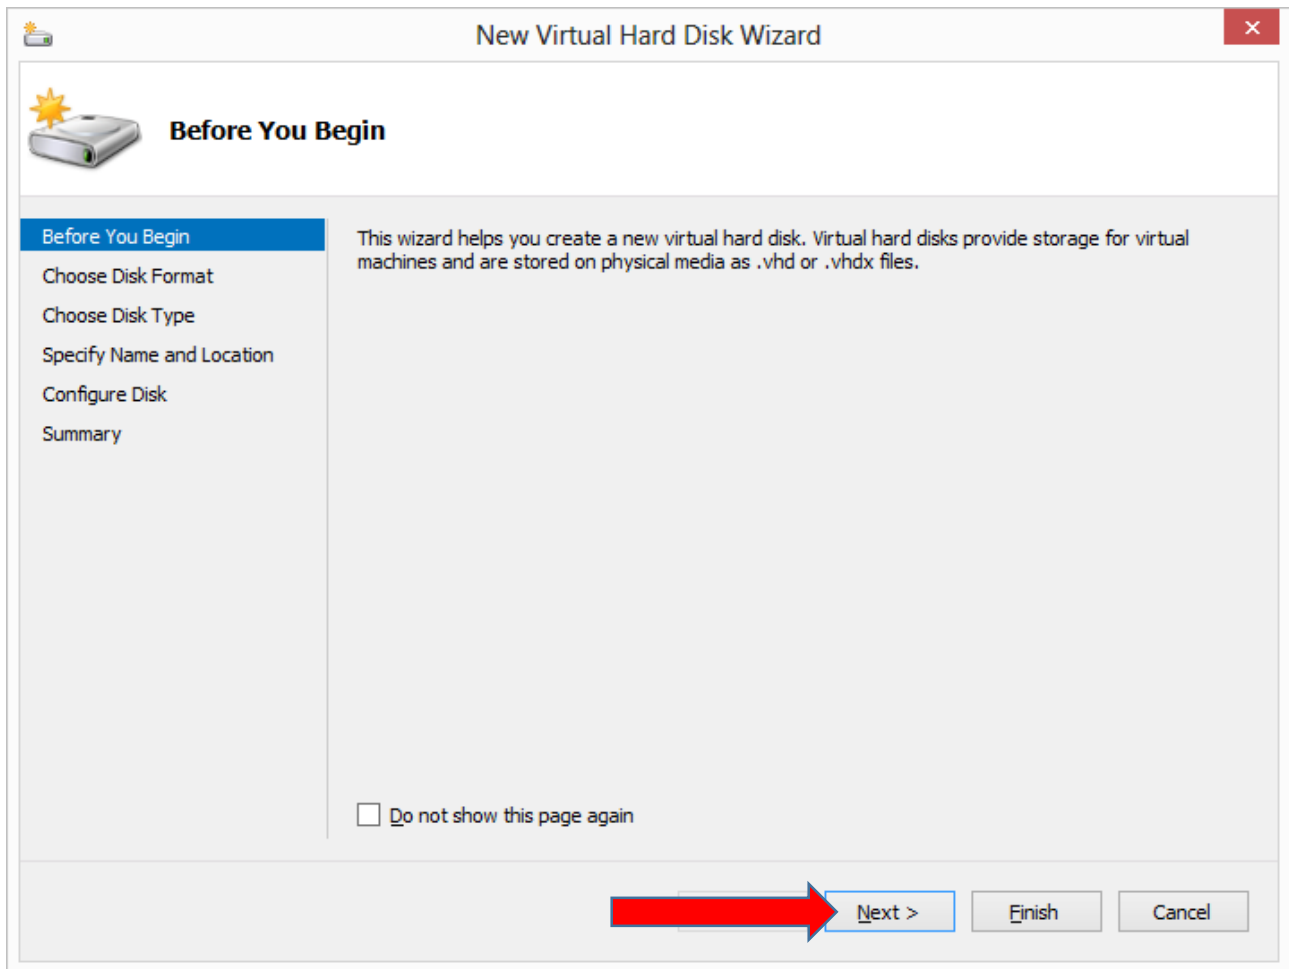 New Virtual Hard Disk Wizard
Before You Begin
Before You Begin
Choose Disk Format
Choose Disk Type
Specify Name and Location
Configure Disk
Summary
This wizard helps you create a new virtual hard disk. Virtual hard disks provide storage for virtual
machines and are stored on physical media as .vhd or .vhdx files.
Do not show this page again
Next >
Finish
Cancel